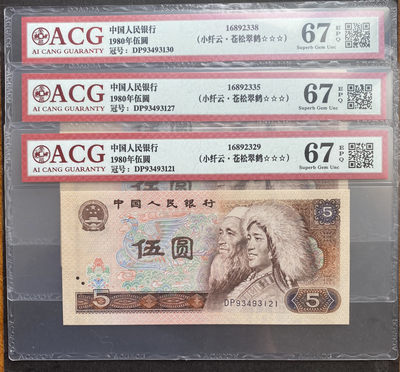 ACG
AI CANG GUARANTY
中国人民银行
1980年伍圆
冠号：DP93493130
16892338
(小纤云·苍松翠鹤☆☆☆)
67 EPQ
Superb Gem Unc
ACG
AI CANG GUARANTY
中国人民银行
1980年伍圆
冠号：DP93493127
16892335
(小纤云·苍松翠鹤☆☆☆)
67 EPQ
Superb Gem Unc
ACG
AI CANG GUARANTY
中国人民银行
1980年伍圆
冠号：DP93493121
16892329
(小纤云·苍松翠鹤☆☆☆)
67 EPQ
Superb Gem Unc
中国人民银行
5
伍圆
DP93493121
5
5